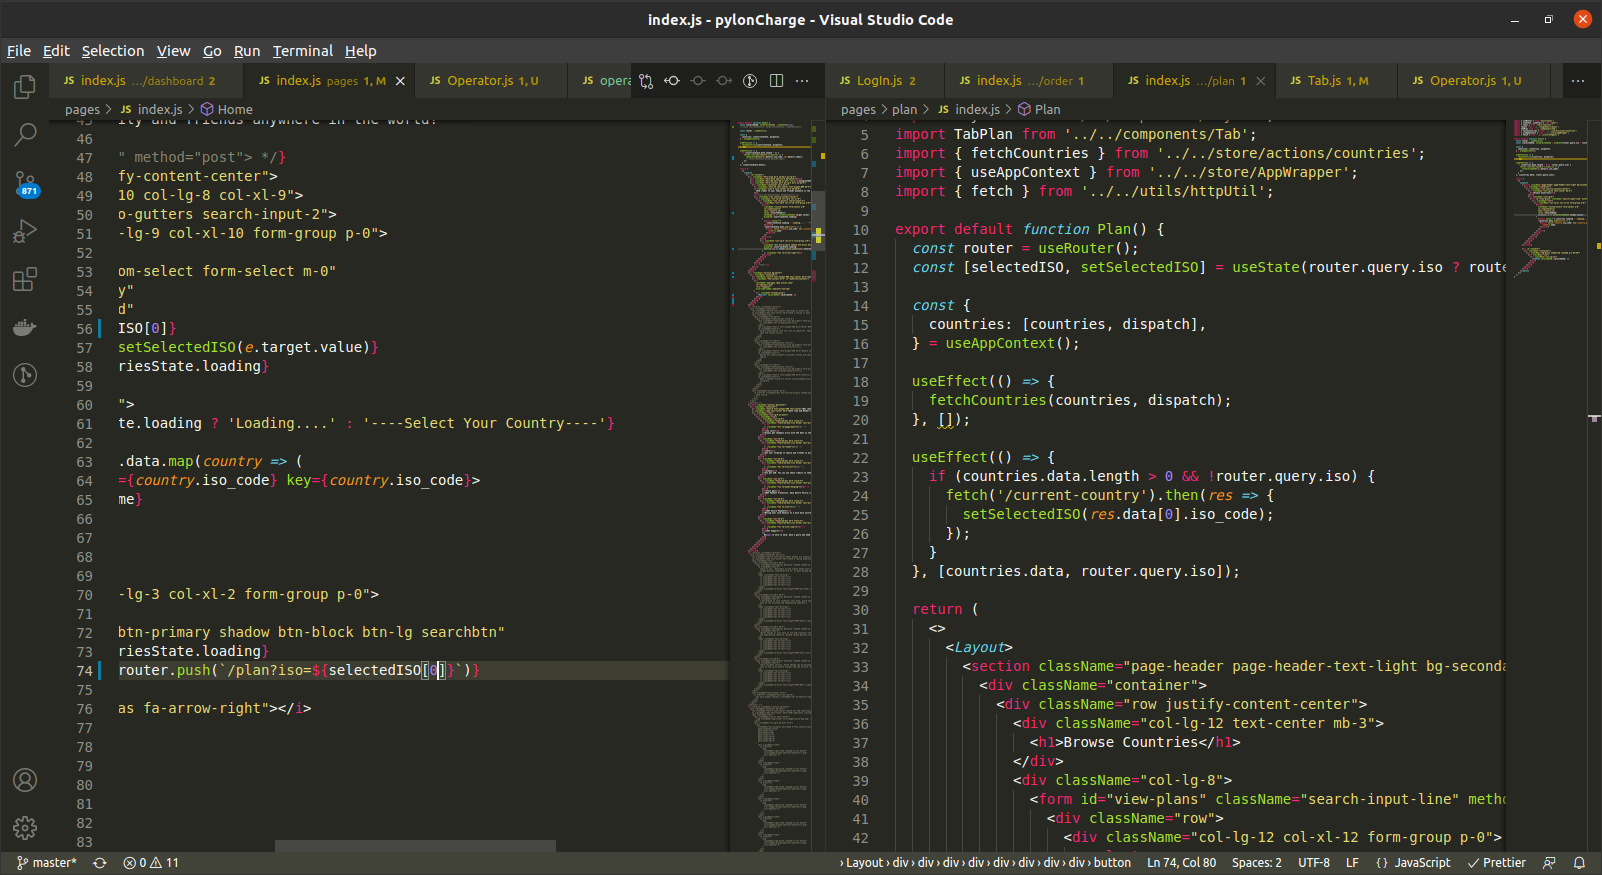 index.js - pylonCharge - Visual Studio Code
File Edit Selection View Go Run Terminal Help
JS index.js .../dashboard 2
JS index.js pages 1, M
JS Operator.js 1, U
JS opera
JS LogIn.js 2
JS index.js .../order 1
JS index.js .../plan 1
JS Tab.js 1, M
JS Operator.js 1, U
pages > JS index.js > Home
46
47 " method="post"> */}
48 fy-content-center">
49 10 col-lg-8 col-xl-9">
50 o-gutters search-input-2">
51 -lg-9 col-xl-10 form-group p-0">
52
53 om-select form-select m-0"
54 y"
55 d"
56 ISO[0]}
57 setSelectedISO(e.target.value)}
58 riesState.loading}
59
60 ">
61 te.loading ? 'Loading....' : '----Select Your Country----'}
62
63 .data.map(country => (
64 ={country.iso_code} key={country.iso_code}>
65 me}
66
67
68
69
70 -lg-3 col-xl-2 form-group p-0">
71
72 btn-primary shadow btn-block btn-lg searchbtn"
73 riesState.loading}
74 router.push(`/plan?iso=${selectedISO[0]}`)}
75
76 as fa-arrow-right"></i>
77
78
79
80
81
82
83
pages > plan > JS index.js > Plan
5 import TabPlan from '../../components/Tab';
6 import { fetchCountries } from '../../store/actions/countries';
7 import { useAppContext } from '../../store/AppWrapper';
8 import { fetch } from '../../utils/httpUtil';
9
10 export default function Plan() {
11 const router = useRouter();
12 const [selectedISO, setSelectedISO] = useState(router.query.iso ? route
13
14 const {
15 countries: [countries, dispatch],
16 } = useAppContext();
17
18 useEffect(() => {
19 fetchCountries(countries, dispatch);
20 }, []);
21
22 useEffect(() => {
23 if (countries.data.length > 0 && !router.query.iso) {
24 fetch('/current-country').then(res => {
25 setSelectedISO(res.data[0].iso_code);
26 });
27 }
28 }, [countries.data, router.query.iso]);
29
30 return (
31 <>
32 <Layout>
33 <section className="page-header page-header-text-light bg-seconda
34 <div className="container">
35 <div className="row justify-content-center">
36 <div className="col-lg-12 text-center mb-3">
37 <h1>Browse Countries</h1>
38 </div>
39 <div className="col-lg-8">
40 <form id="view-plans" className="search-input-line" metho
41 <div className="row">
42 <div className="col-lg-12 col-xl-12 form-group p-0">
871
master* 0 11
› Layout › div › div › div › div › div › div › div › div › button Ln 74, Col 80 Spaces: 2 UTF-8 LF {} JavaScript Prettier